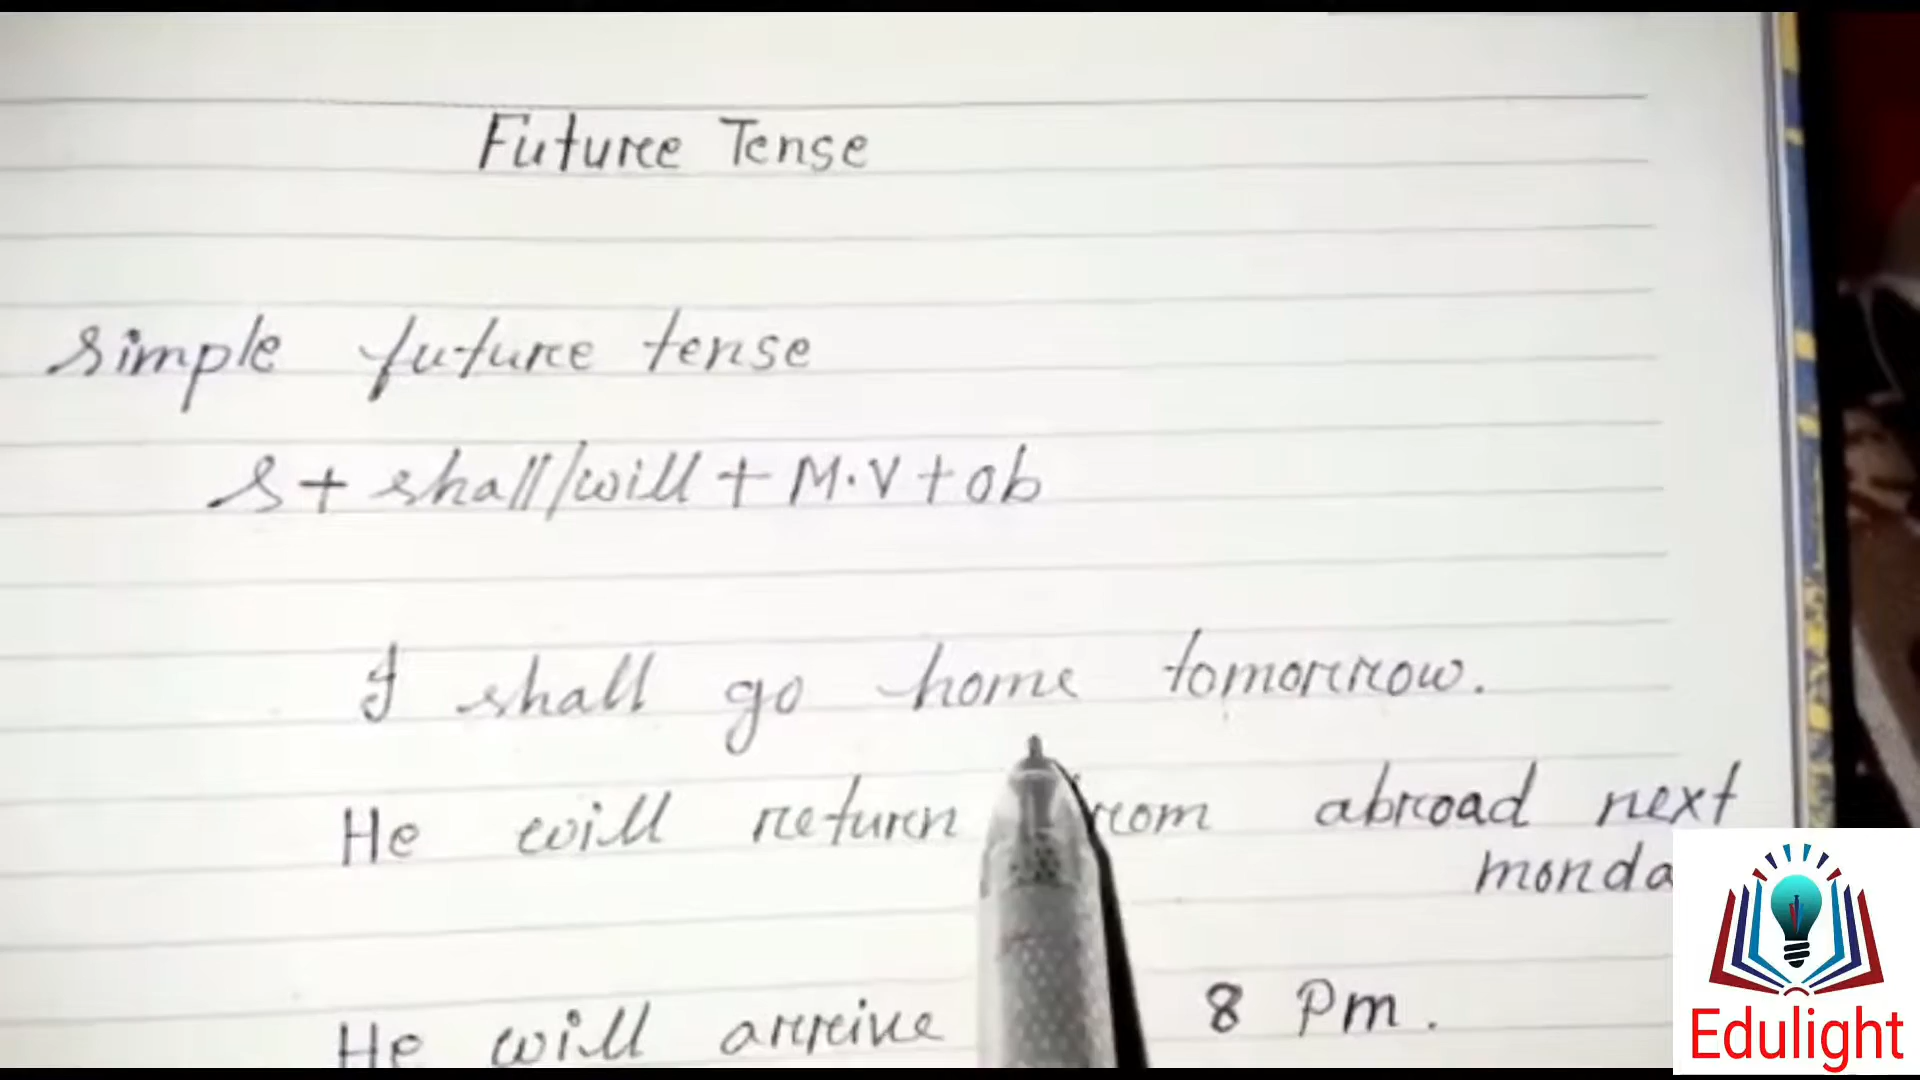 Future Tense
simple future tense
S + shall/will + M.V + ob
I shall go home tomorrow.
He will return from abroad next
He will arrive 8 Pm.
Edulight